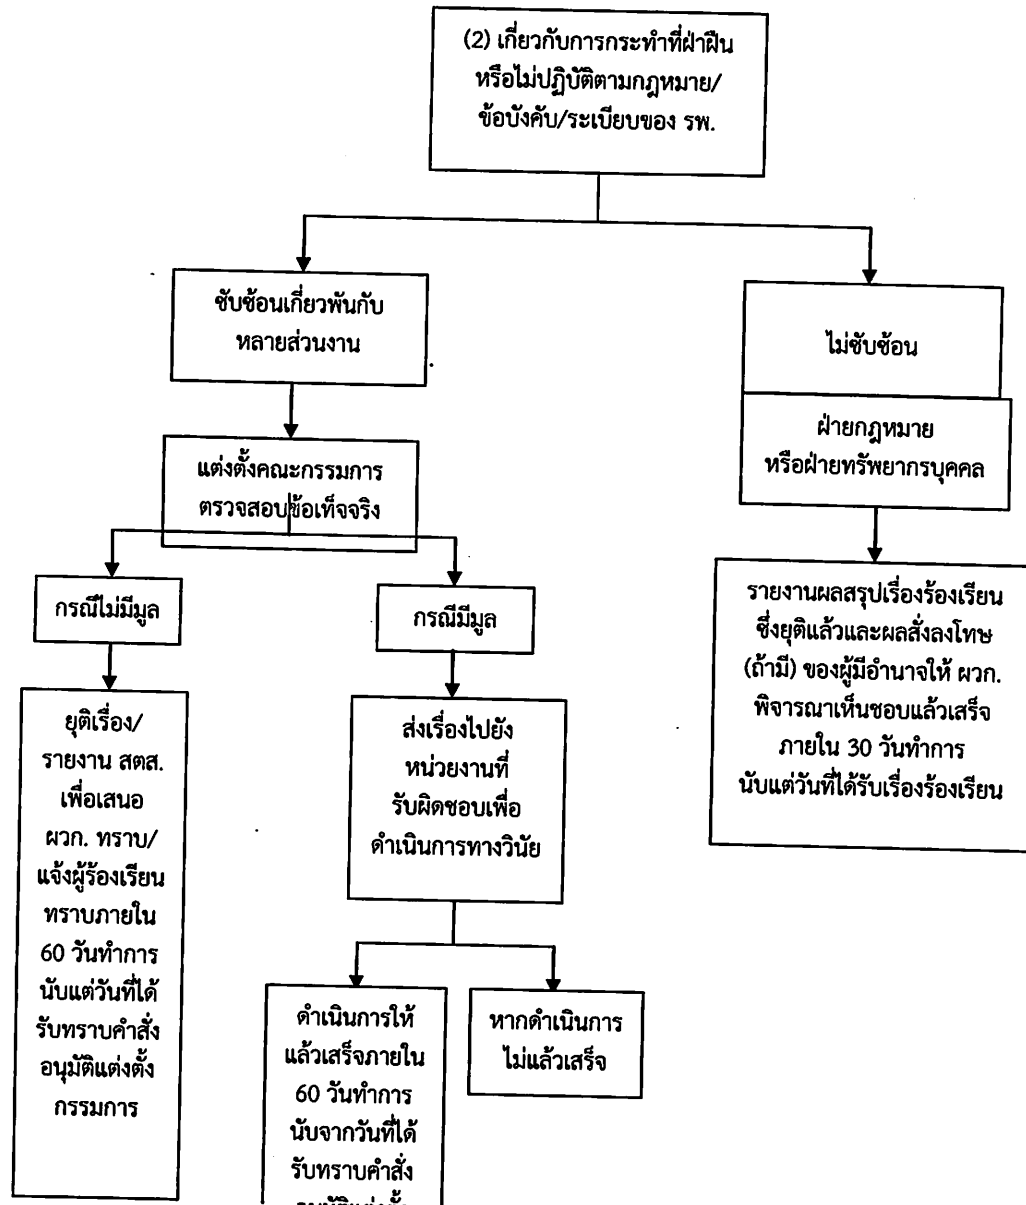 (2) เกี่ยวกับการกระทำที่ฝ่าฝืน
หรือไม่ปฏิบัติตามกฎหมาย/
ข้อบังคับ/ระเบียบของ รพ.
ซับซ้อนเกี่ยวพันกับ
หลายส่วนงาน
ไม่ซับซ้อน
แต่งตั้งคณะกรรมการ
ตรวจสอบข้อเท็จจริง
ฝ่ายกฎหมาย
หรือฝ่ายทรัพยากรบุคคล
กรณีไม่มีมูล
กรณีมีมูล
รายงานผลสรุปเรื่องร้องเรียน
ซึ่งยุติแล้วและผลสั่งลงโทษ
(ถ้ามี) ของผู้มีอำนาจให้ ผวก.
พิจารณาเห็นชอบแล้วเสร็จ
ภายใน 30 วันทำการ
นับแต่วันที่ได้รับเรื่องร้องเรียน
ยุติเรื่อง/
รายงาน สตส.
เพื่อเสนอ
ผวก. ทราบ/
แจ้งผู้ร้องเรียน
ทราบภายใน
60 วันทำการ
นับแต่วันที่ได้
รับทราบคำสั่ง
อนุมัติแต่งตั้ง
กรรมการ
ส่งเรื่องไปยัง
หน่วยงานที่
รับผิดชอบเพื่อ
ดำเนินการทางวินัย
ดำเนินการให้
แล้วเสร็จภายใน
60 วันทำการ
นับจากวันที่ได้
รับทราบคำสั่ง
หากดำเนินการ
ไม่แล้วเสร็จ